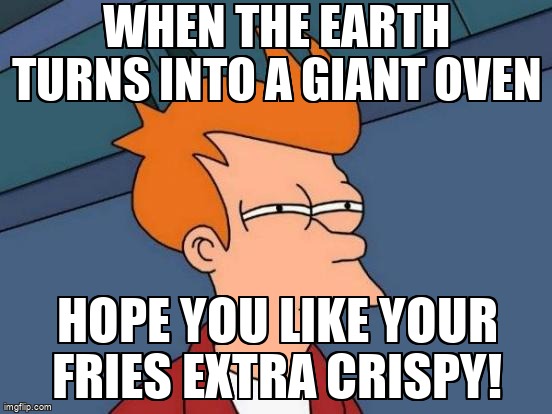 WHEN THE EARTH
TURNS INTO A GIANT OVEN
HOPE YOU LIKE YOUR
FRIES EXTRA CRISPY!
imgflip.com